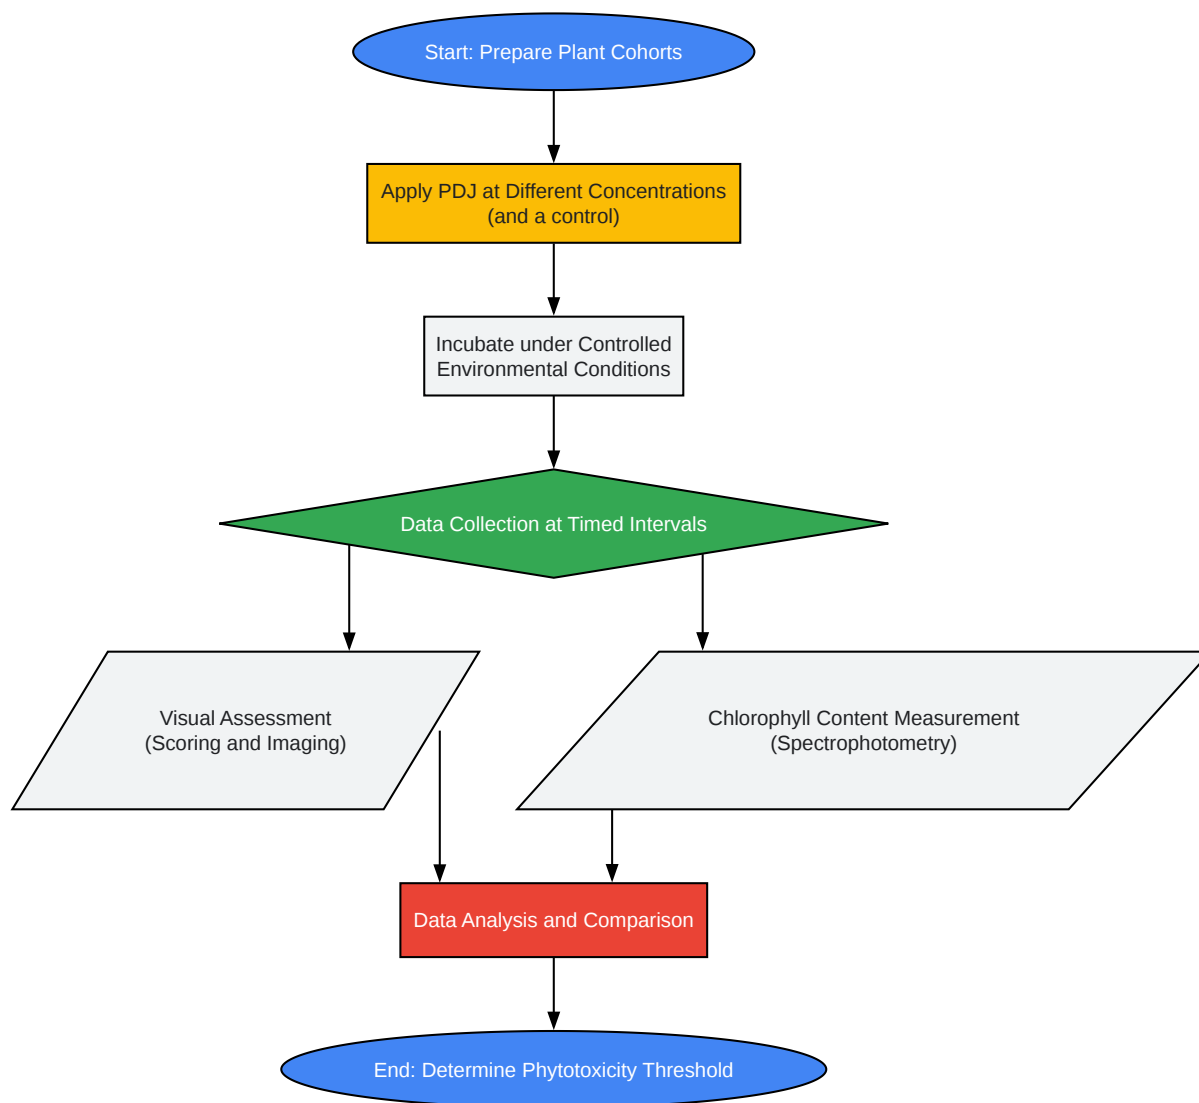 Start: Prepare Plant Cohorts
Apply PDJ at Different Concentrations
(and a control)
Incubate under Controlled
Environmental Conditions
Data Collection at Timed Intervals
Visual Assessment
(Scoring and Imaging)
Chlorophyll Content Measurement
(Spectrophotometry)
Data Analysis and Comparison
End: Determine Phytotoxicity Threshold